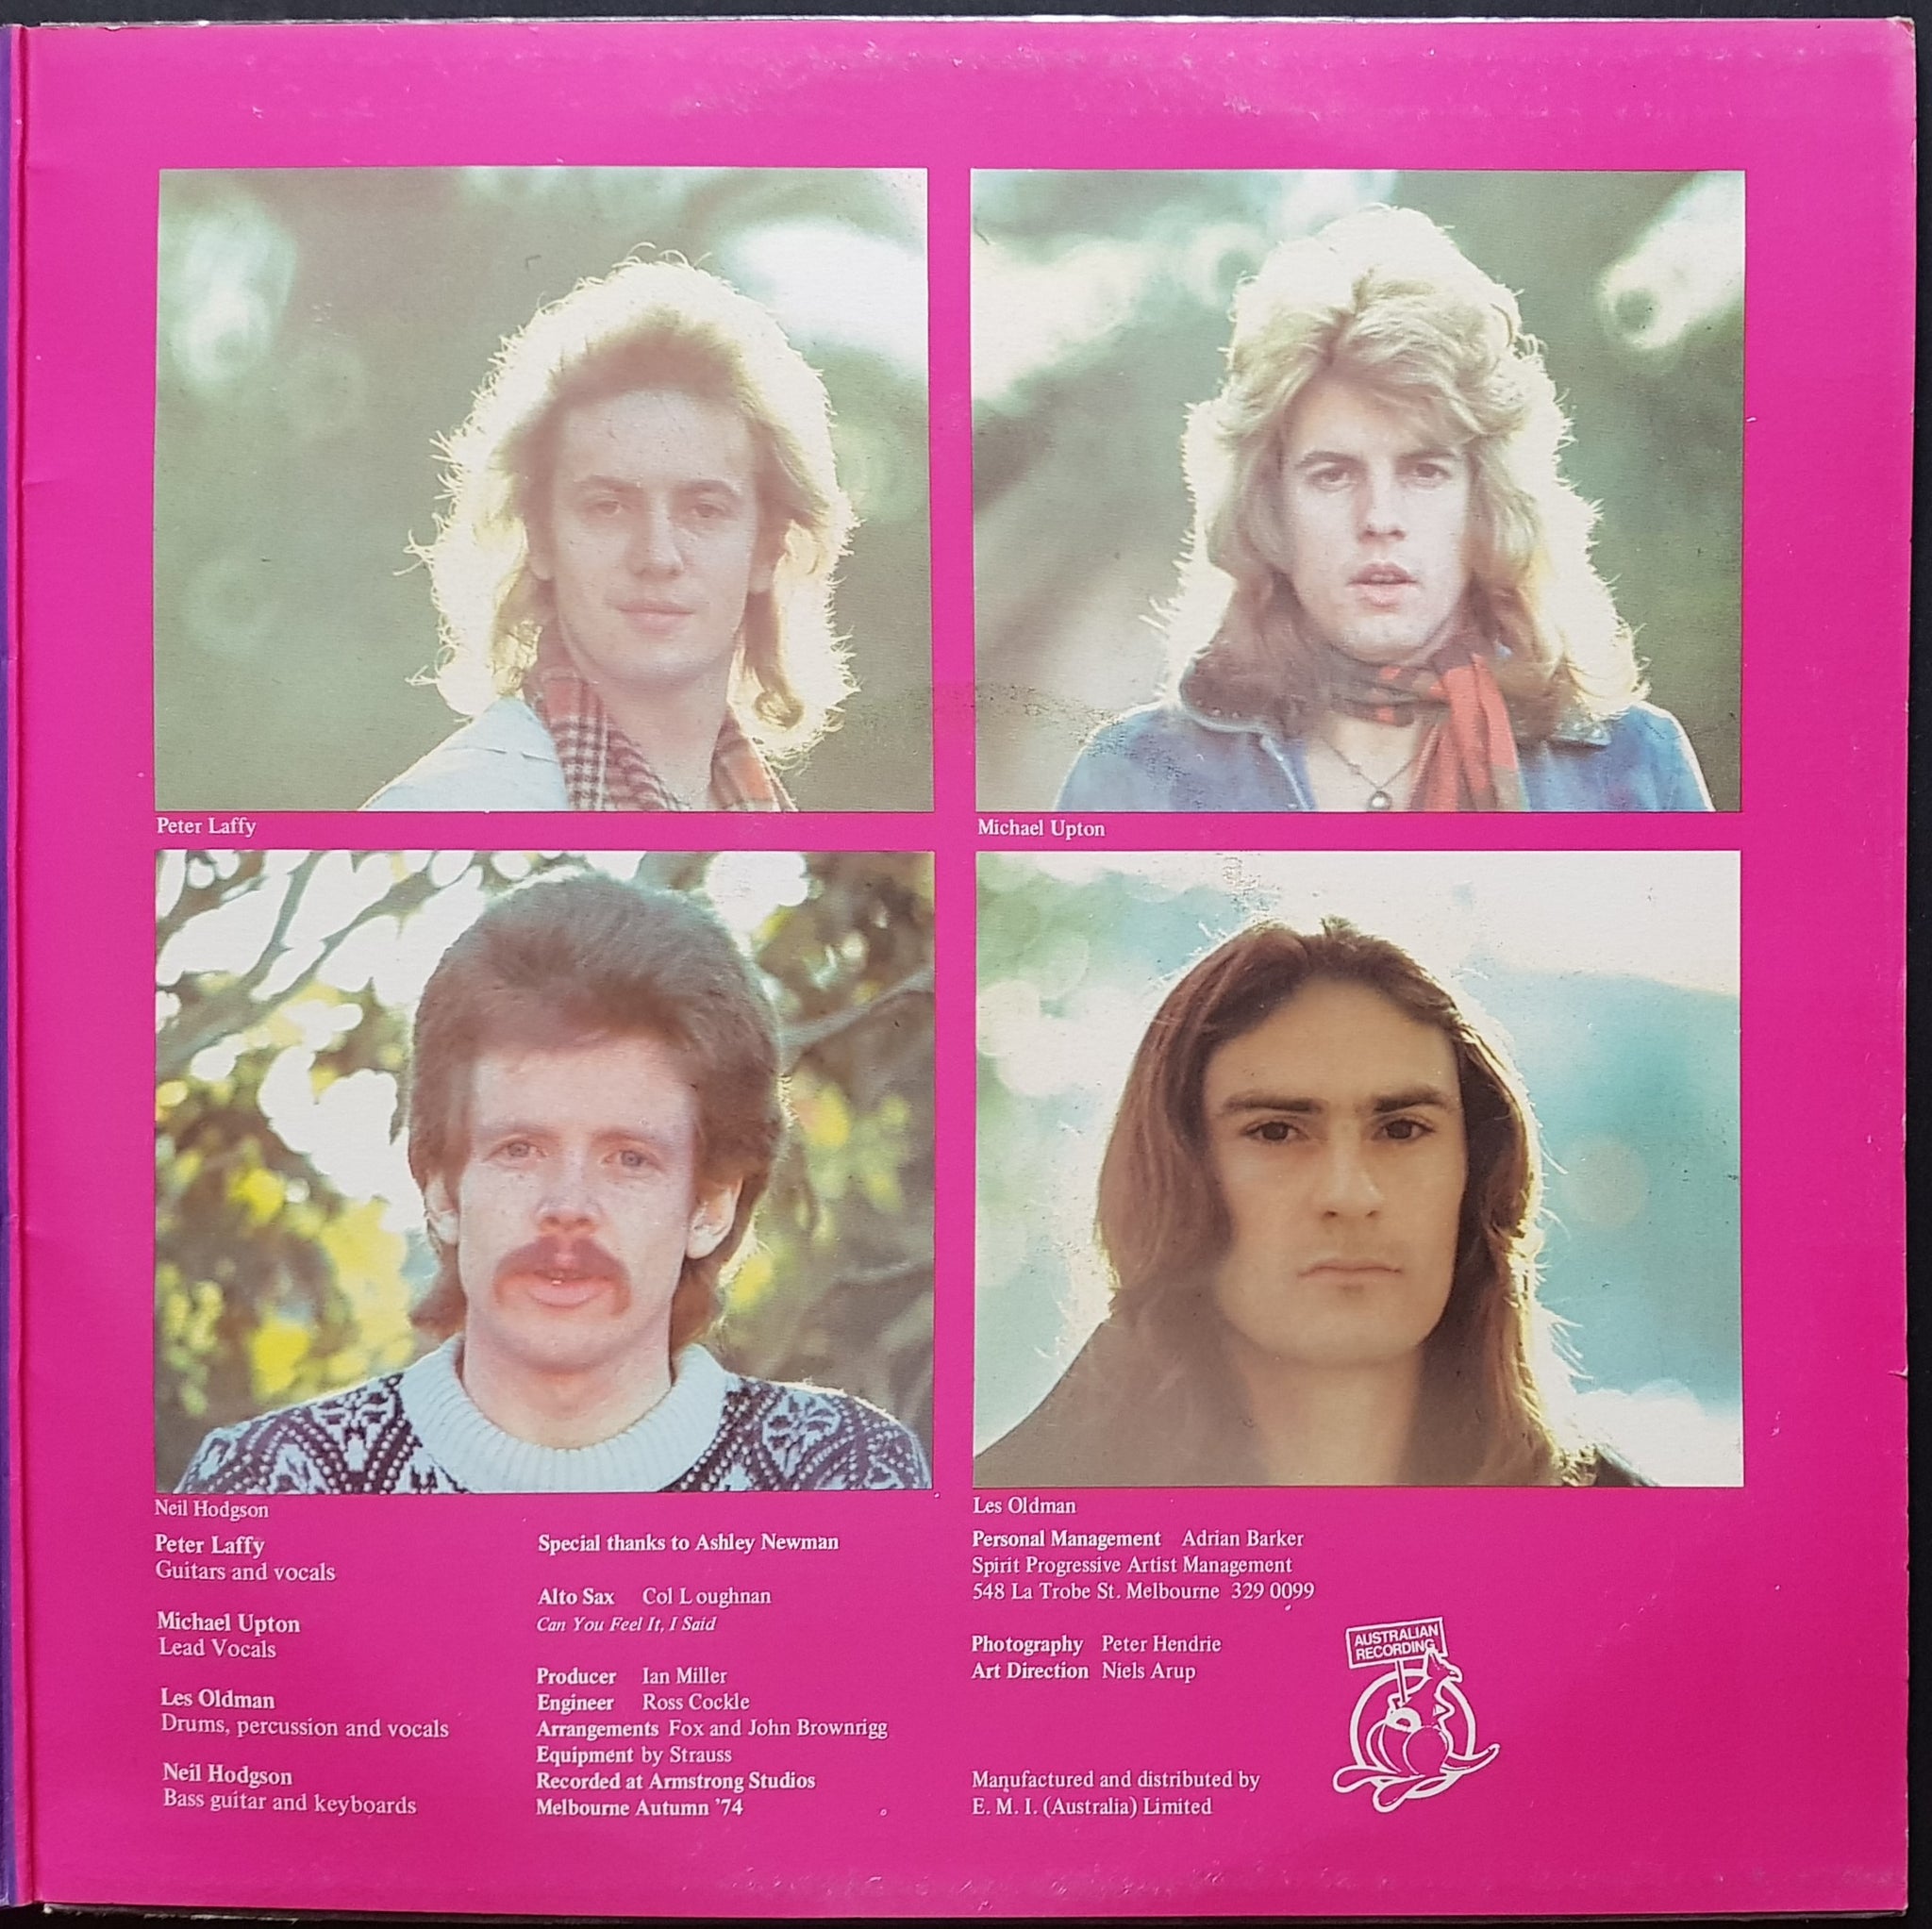 Peter Laffy
Michael Upton
Neil Hodgson
Les Oldman
Peter Laffy
Guitars and vocals
Michael Upton
Lead Vocals
Les Oldman
Drums, percussion and vocals
Neil Hodgson
Bass guitar and keyboards
Special thanks to Ashley Newman
Alto Sax Col Loughnan
Can You Feel It, I Said
Producer Ian Miller
Engineer Ross Cockle
Arrangements Fox and John Brownrigg
Equipment by Strauss
Recorded at Armstrong Studios
Melbourne Autumn '74
Personal Management Adrian Barker
Spirit Progressive Artist Management
548 La Trobe St. Melbourne 329 0099
Photography Peter Hendrie
Art Direction Niels Arup
AUSTRALIAN
RECORDING
Manufactured and distributed by
E. M. I. (Australia) Limited